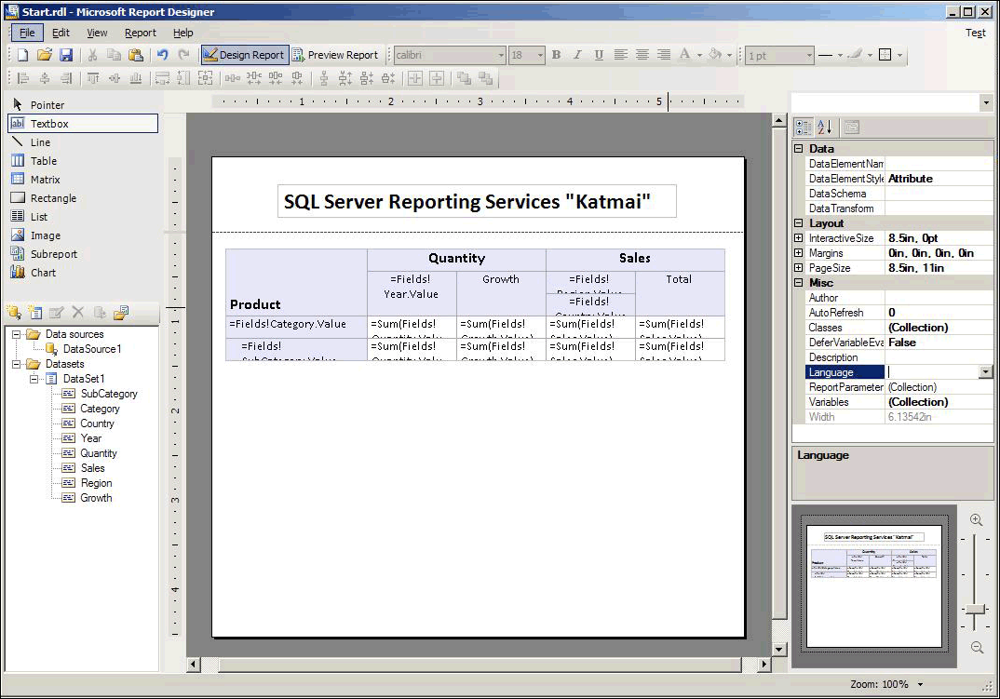 Start.rdl - Microsoft Report Designer
File Edit View Report Help Test
Design Report Preview Report calibri 18 B I U A 1 pt
Pointer
Textbox
Line
Table
Matrix
Rectangle
List
Image
Subreport
Chart
Data sources
DataSource1
Datasets
DataSet1
SubCategory
Category
Country
Year
Quantity
Sales
Region
Growth
1 2 3 4 5
1
2
3
4
SQL Server Reporting Services "Katmai"
Quantity Sales
Product
=Fields!
Year.Value
Growth
=Fields!
Region.Value
=Fields!
Country.Value
Total
=Fields!Category.Value
=Sum(Fields!
Quantity.Value)
=Sum(Fields!
Growth.Value)
=Sum(Fields!
Sales.Value)
=Sum(Fields!
Sales.Value)
=Fields!
SubCategory.Value
=Sum(Fields!
Quantity.Value)
=Sum(Fields!
Growth.Value)
=Sum(Fields!
Sales.Value)
=Sum(Fields!
Sales.Value)
Data
DataElementNam
DataElementStyle Attribute
DataSchema
DataTransform
Layout
InteractiveSize 8.5in, 0pt
Margins 0in, 0in, 0in, 0in
PageSize 8.5in, 11in
Misc
Author
AutoRefresh 0
Classes (Collection)
DeferVariableEva False
Description
Language
ReportParameter (Collection)
Variables (Collection)
Width 6.13542in
Language
SQL Server Reporting Services "Katmai"
Quantity Sales
Product
Zoom: 100%